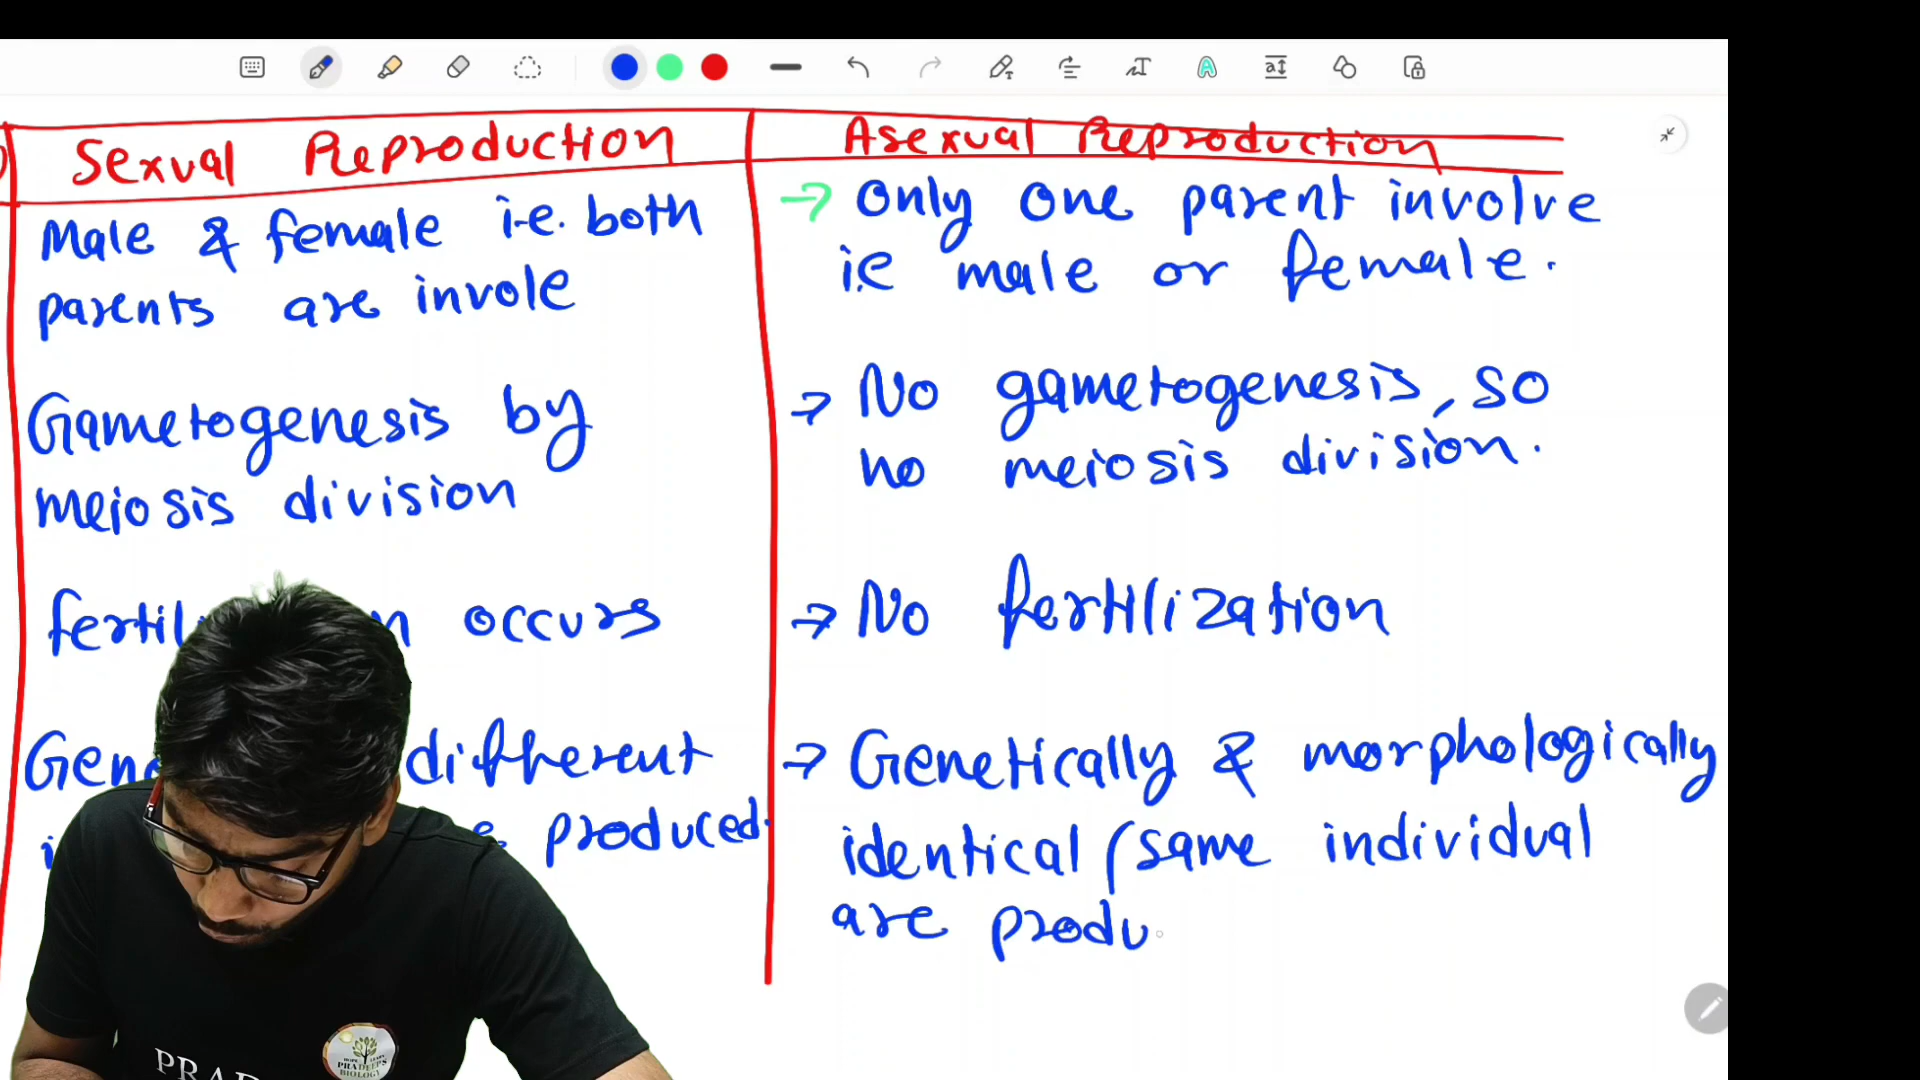 Sexual Reproduction
Male & female i.e. both
parents are invole
Gametogenesis by
meiosis division
occurs
different
produced.
Asexual Reproduction
→ Only one parent involve
i.e male or female.
→ No gametogenesis, so
no meiosis division.
→ No fertilization
→ Genetically & morphologically
identical (same individual
are produ
PRADEEP'S
BIOLOGY